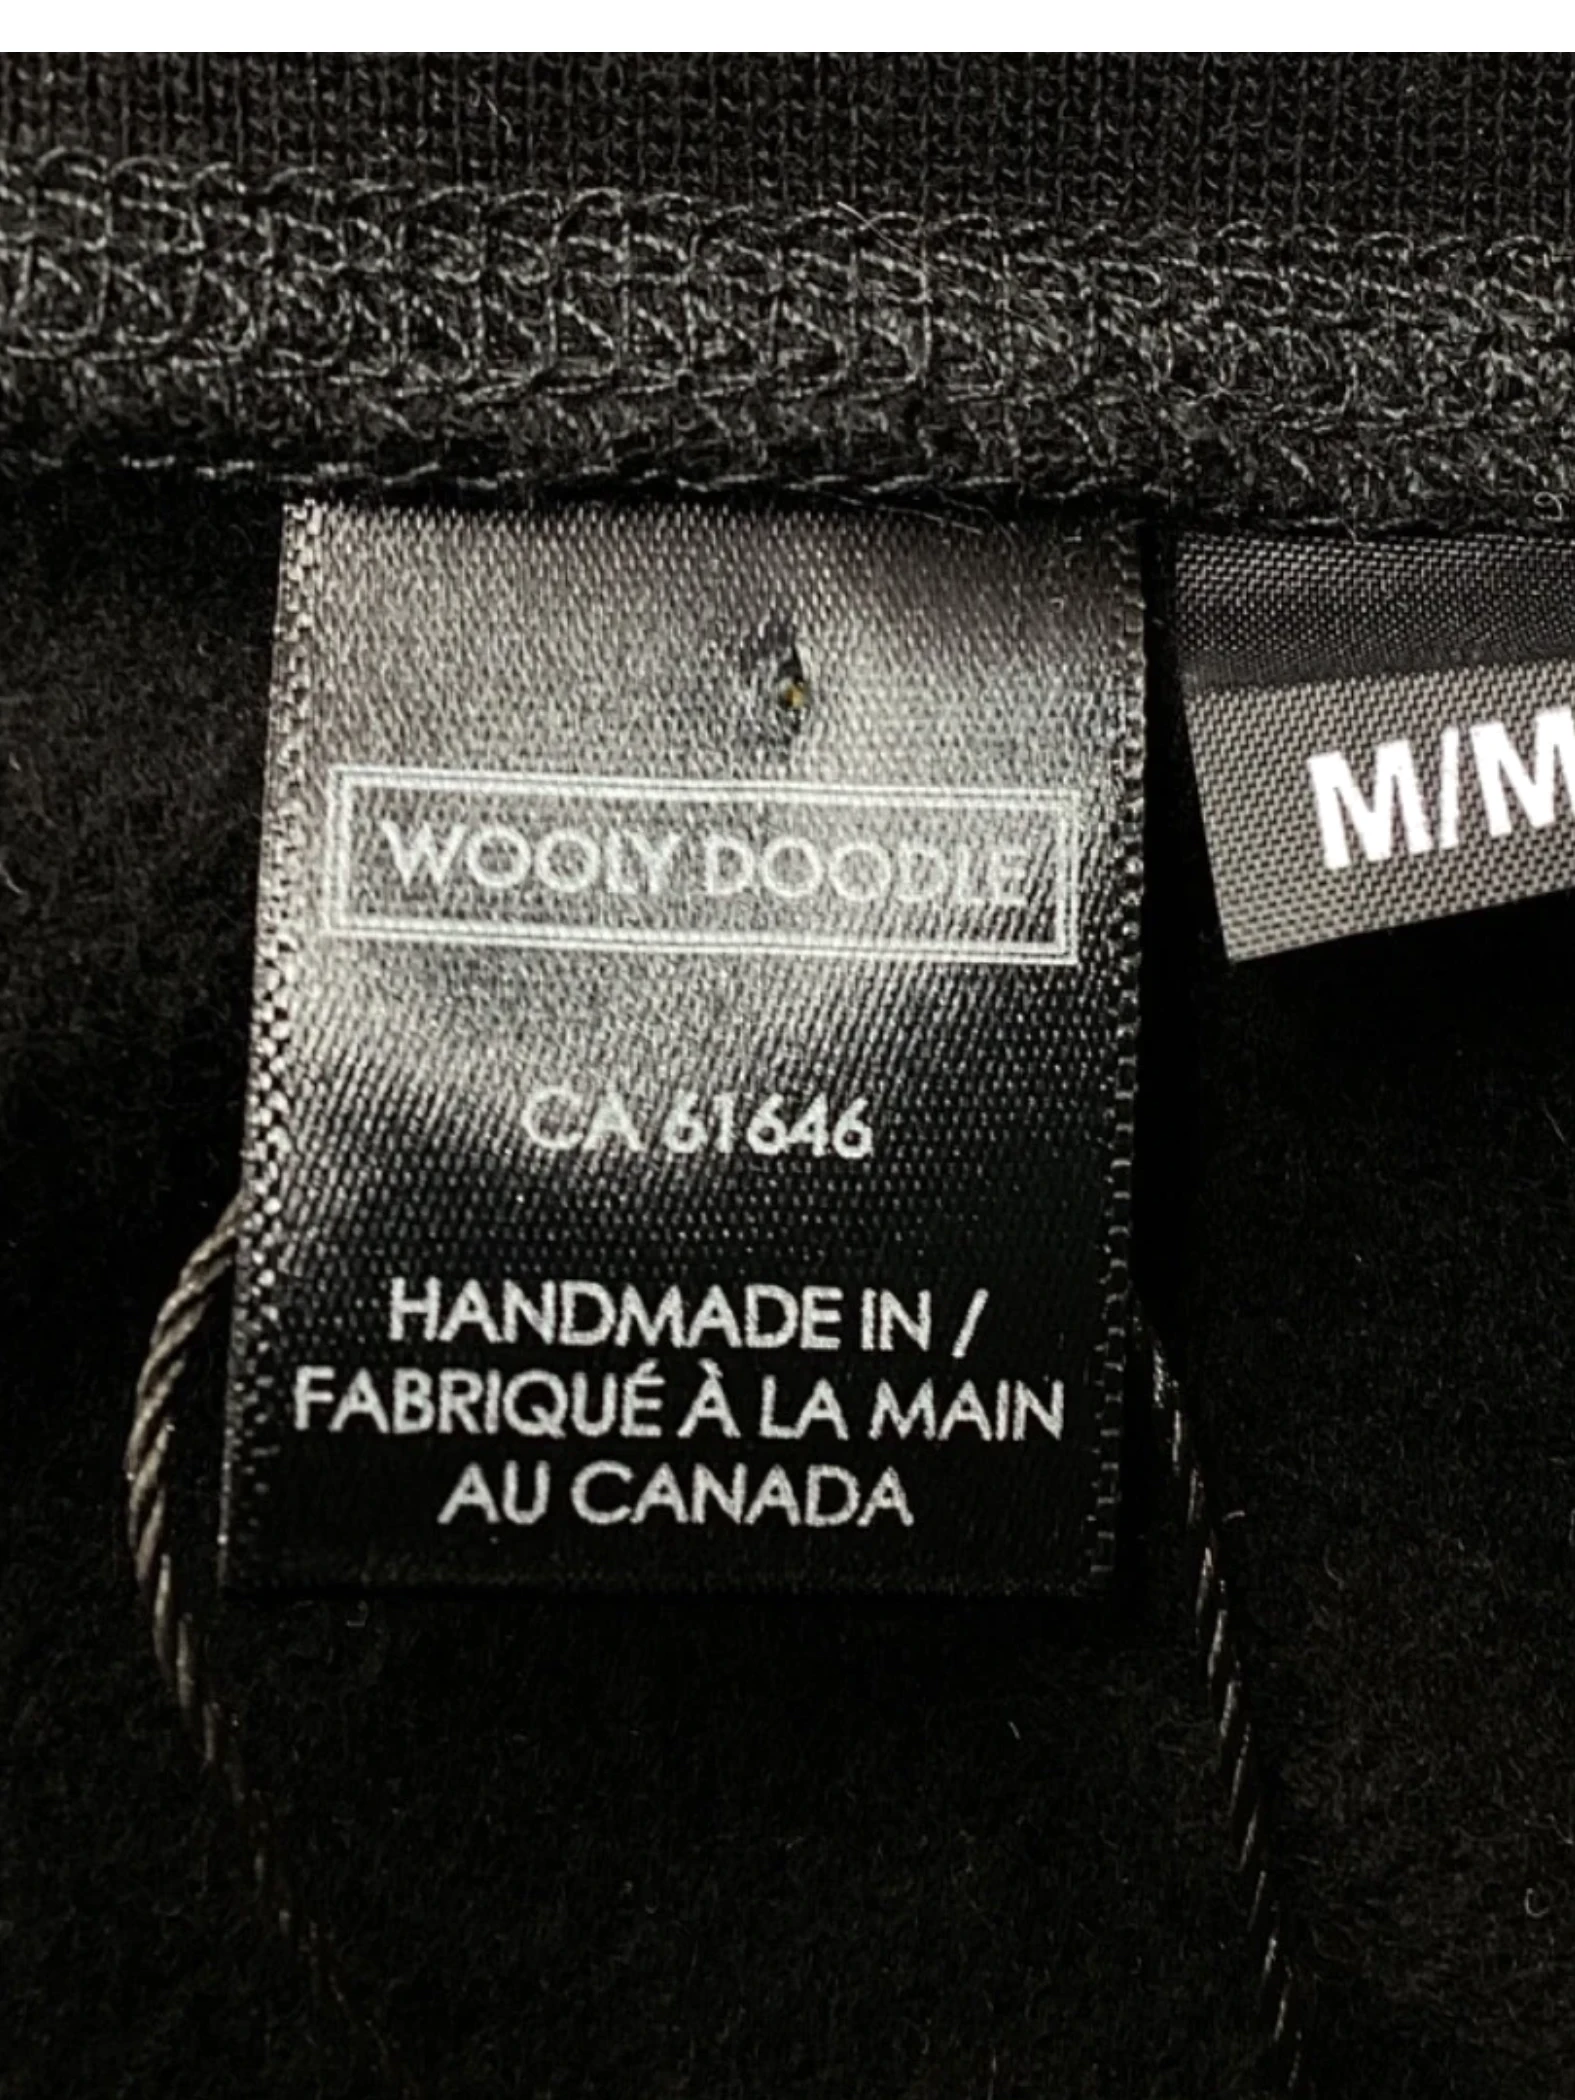 WOOLY DOODLE
M/M
CA 61646
HANDMADE IN /
FABRIQUÉ À LA MAIN
AU CANADA